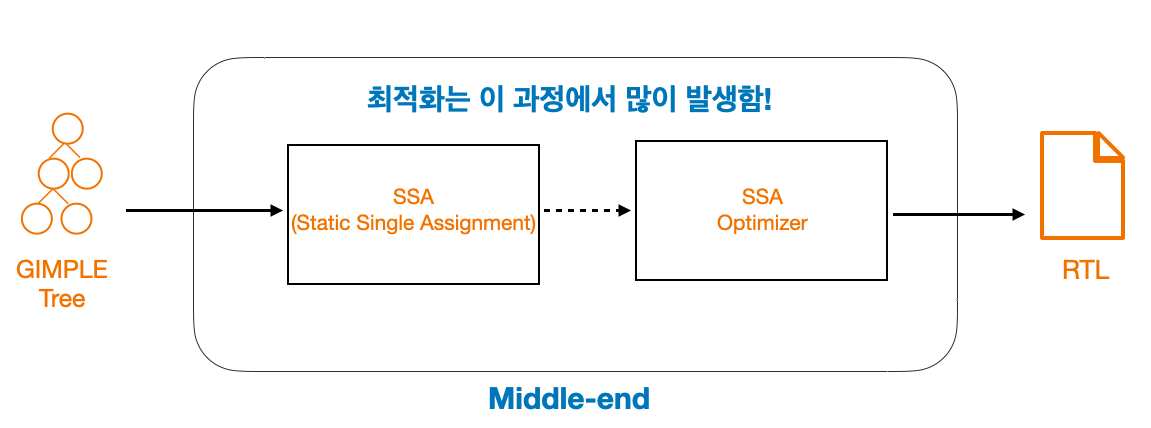 최적화는 이 과정에서 많이 발생함!
GIMPLE
Tree
SSA
(Static Single Assignment)
SSA
Optimizer
RTL
Middle-end